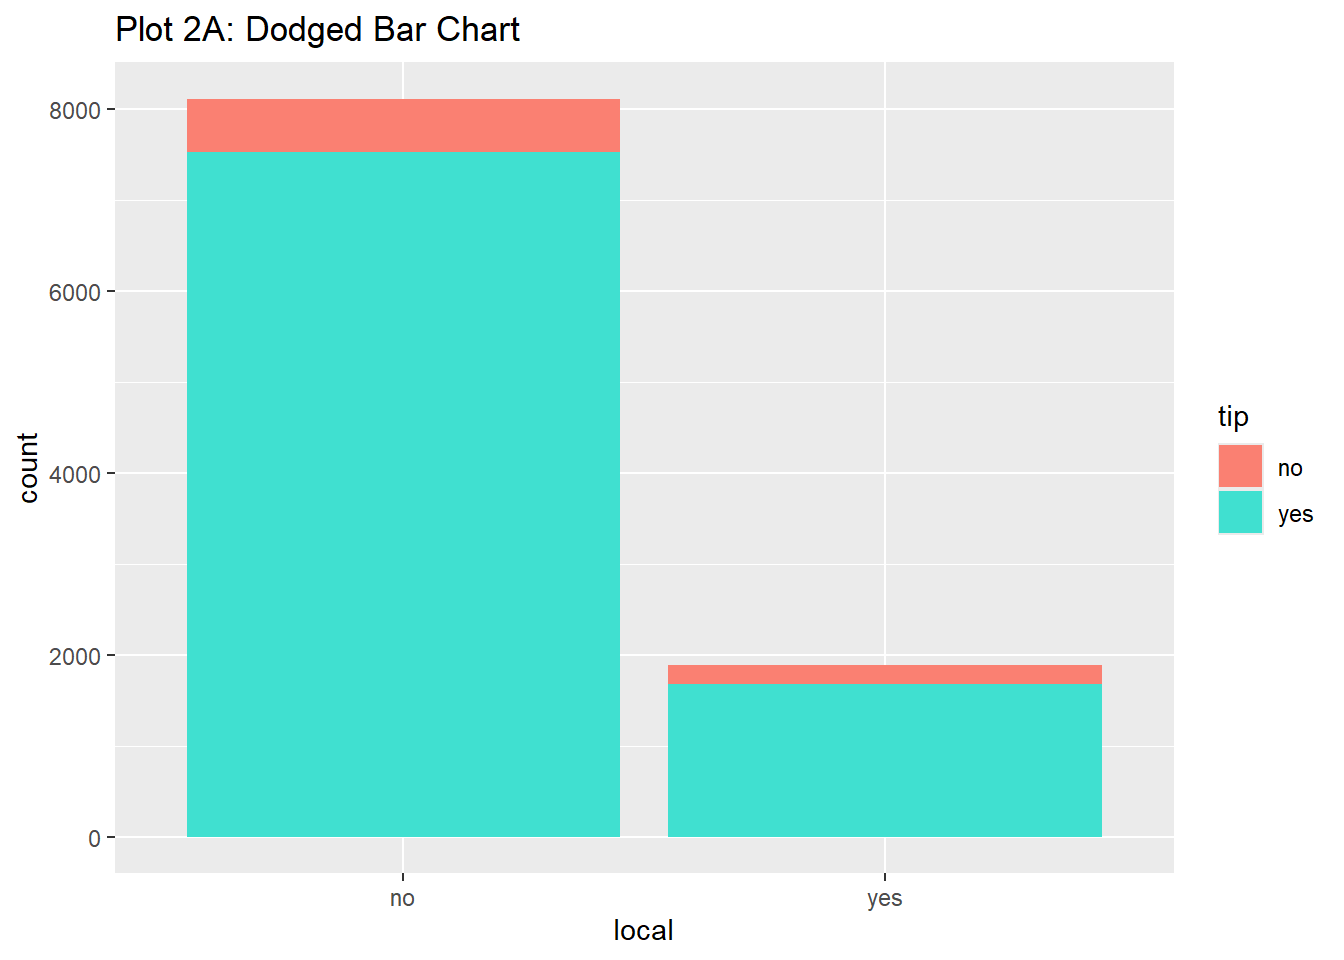 Plot 2A: Dodged Bar Chart
8000
6000
4000
2000
0
count
no
yes
local
tip
no
yes